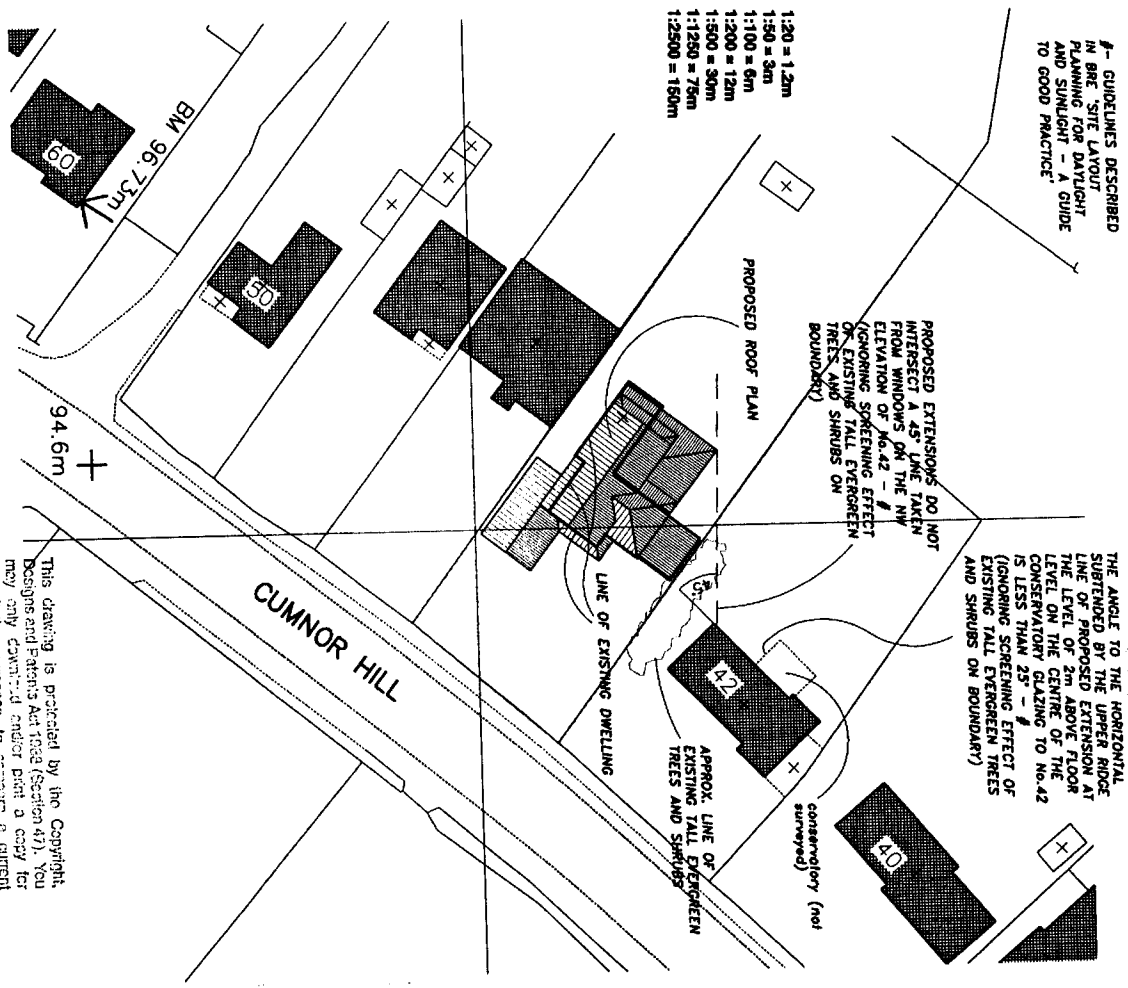 #- GUIDELINES DESCRIBED
IN BRE 'SITE LAYOUT
PLANNING FOR DAYLIGHT
AND SUNLIGHT - A GUIDE
TO GOOD PRACTICE'
1:20 = 1.2m
1:50 = 3m
1:100 = 6m
1:200 = 12m
1:500 = 30m
1:1250 = 75m
1:2500 = 150m
PROPOSED EXTENSIONS DO NOT
INTERSECT A 45° LINE TAKEN
FROM WINDOWS ON THE NW
ELEVATION OF No.42 - #
(IGNORING SCREENING EFFECT
OF EXISTING TALL EVERGREEN
TREES AND SHRUBS ON
BOUNDARY)
THE ANGLE TO THE HORIZONTAL
SUBTENDED BY THE UPPER RIDGE
LINE OF PROPOSED EXTENSION AT
THE LEVEL OF 2m ABOVE FLOOR
LEVEL ON THE CENTRE OF THE
CONSERVATORY GLAZING TO No.42
IS LESS THAN 25° - #
(IGNORING SCREENING EFFECT OF
EXISTING TALL EVERGREEN TREES
AND SHRUBS ON BOUNDARY)
PROPOSED ROOF PLAN
LINE OF EXISTING DWELLING
APPROX. LINE OF
EXISTING TALL EVERGREEN
TREES AND SHRUBS
conservatory (not
surveyed)
45°
60
BM 96.73m
50
42
40
94.6m
CUMNOR HILL
This drawing is protected by the Copyright,
Designs and Patents Act 1988 (Section 47). You
may only download and/or print a copy for
a current